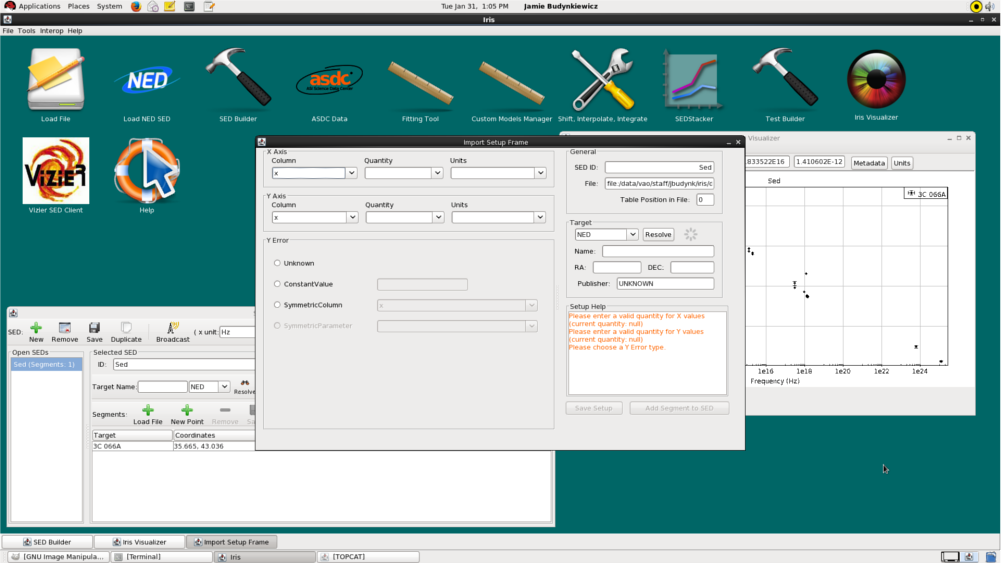 Applications Places System
Tue Jan 31, 1:05 PM Jamie Budynkiewicz
Iris
File Tools Interop Help
NED
asdc
Load File
Load NED SED
SED Builder
ASDC Data
Fitting Tool
Custom Models Manager
Shift, Interpolate, Integrate
SEDStacker
Test Builder
Iris Visualizer
VizieR
Vizier SED Client
Help
Visualizer
833522E16 1.410602E-12 Metadata Units
Sed
3C 066A
1e16 1e18 1e20 1e22 1e24
Frequency (Hz)
Import Setup Frame
X Axis
Column Quantity Units
x
Y Axis
Column Quantity Units
x
Y Error
Unknown
ConstantValue
SymmetricColumn x
SymmetricParameter
General
SED ID: Sed
File: file:/data/vao/staff/jbudynk/iris/c
Table Position in File: 0
Target
NED Resolve
Name:
RA: DEC:
Publisher: UNKNOWN
Setup Help
Please enter a valid quantity for X values
(current quantity: null)
Please enter a valid quantity for Y values
(current quantity: null)
Please choose a Y Error type.
Save Setup Add Segment to SED
SED: New Remove Save Duplicate Broadcast ( x unit: Hz
Open SEDs
Sed (Segments: 1)
Selected SED
ID: Sed
Target Name: NED Resolve
Segments: Load File New Point Remove
Target Coordinates
3C 066A 35.665, 43.036
SED Builder Iris Visualizer Import Setup Frame
[GNU Image Manipula... [Terminal] Iris [TOPCAT]